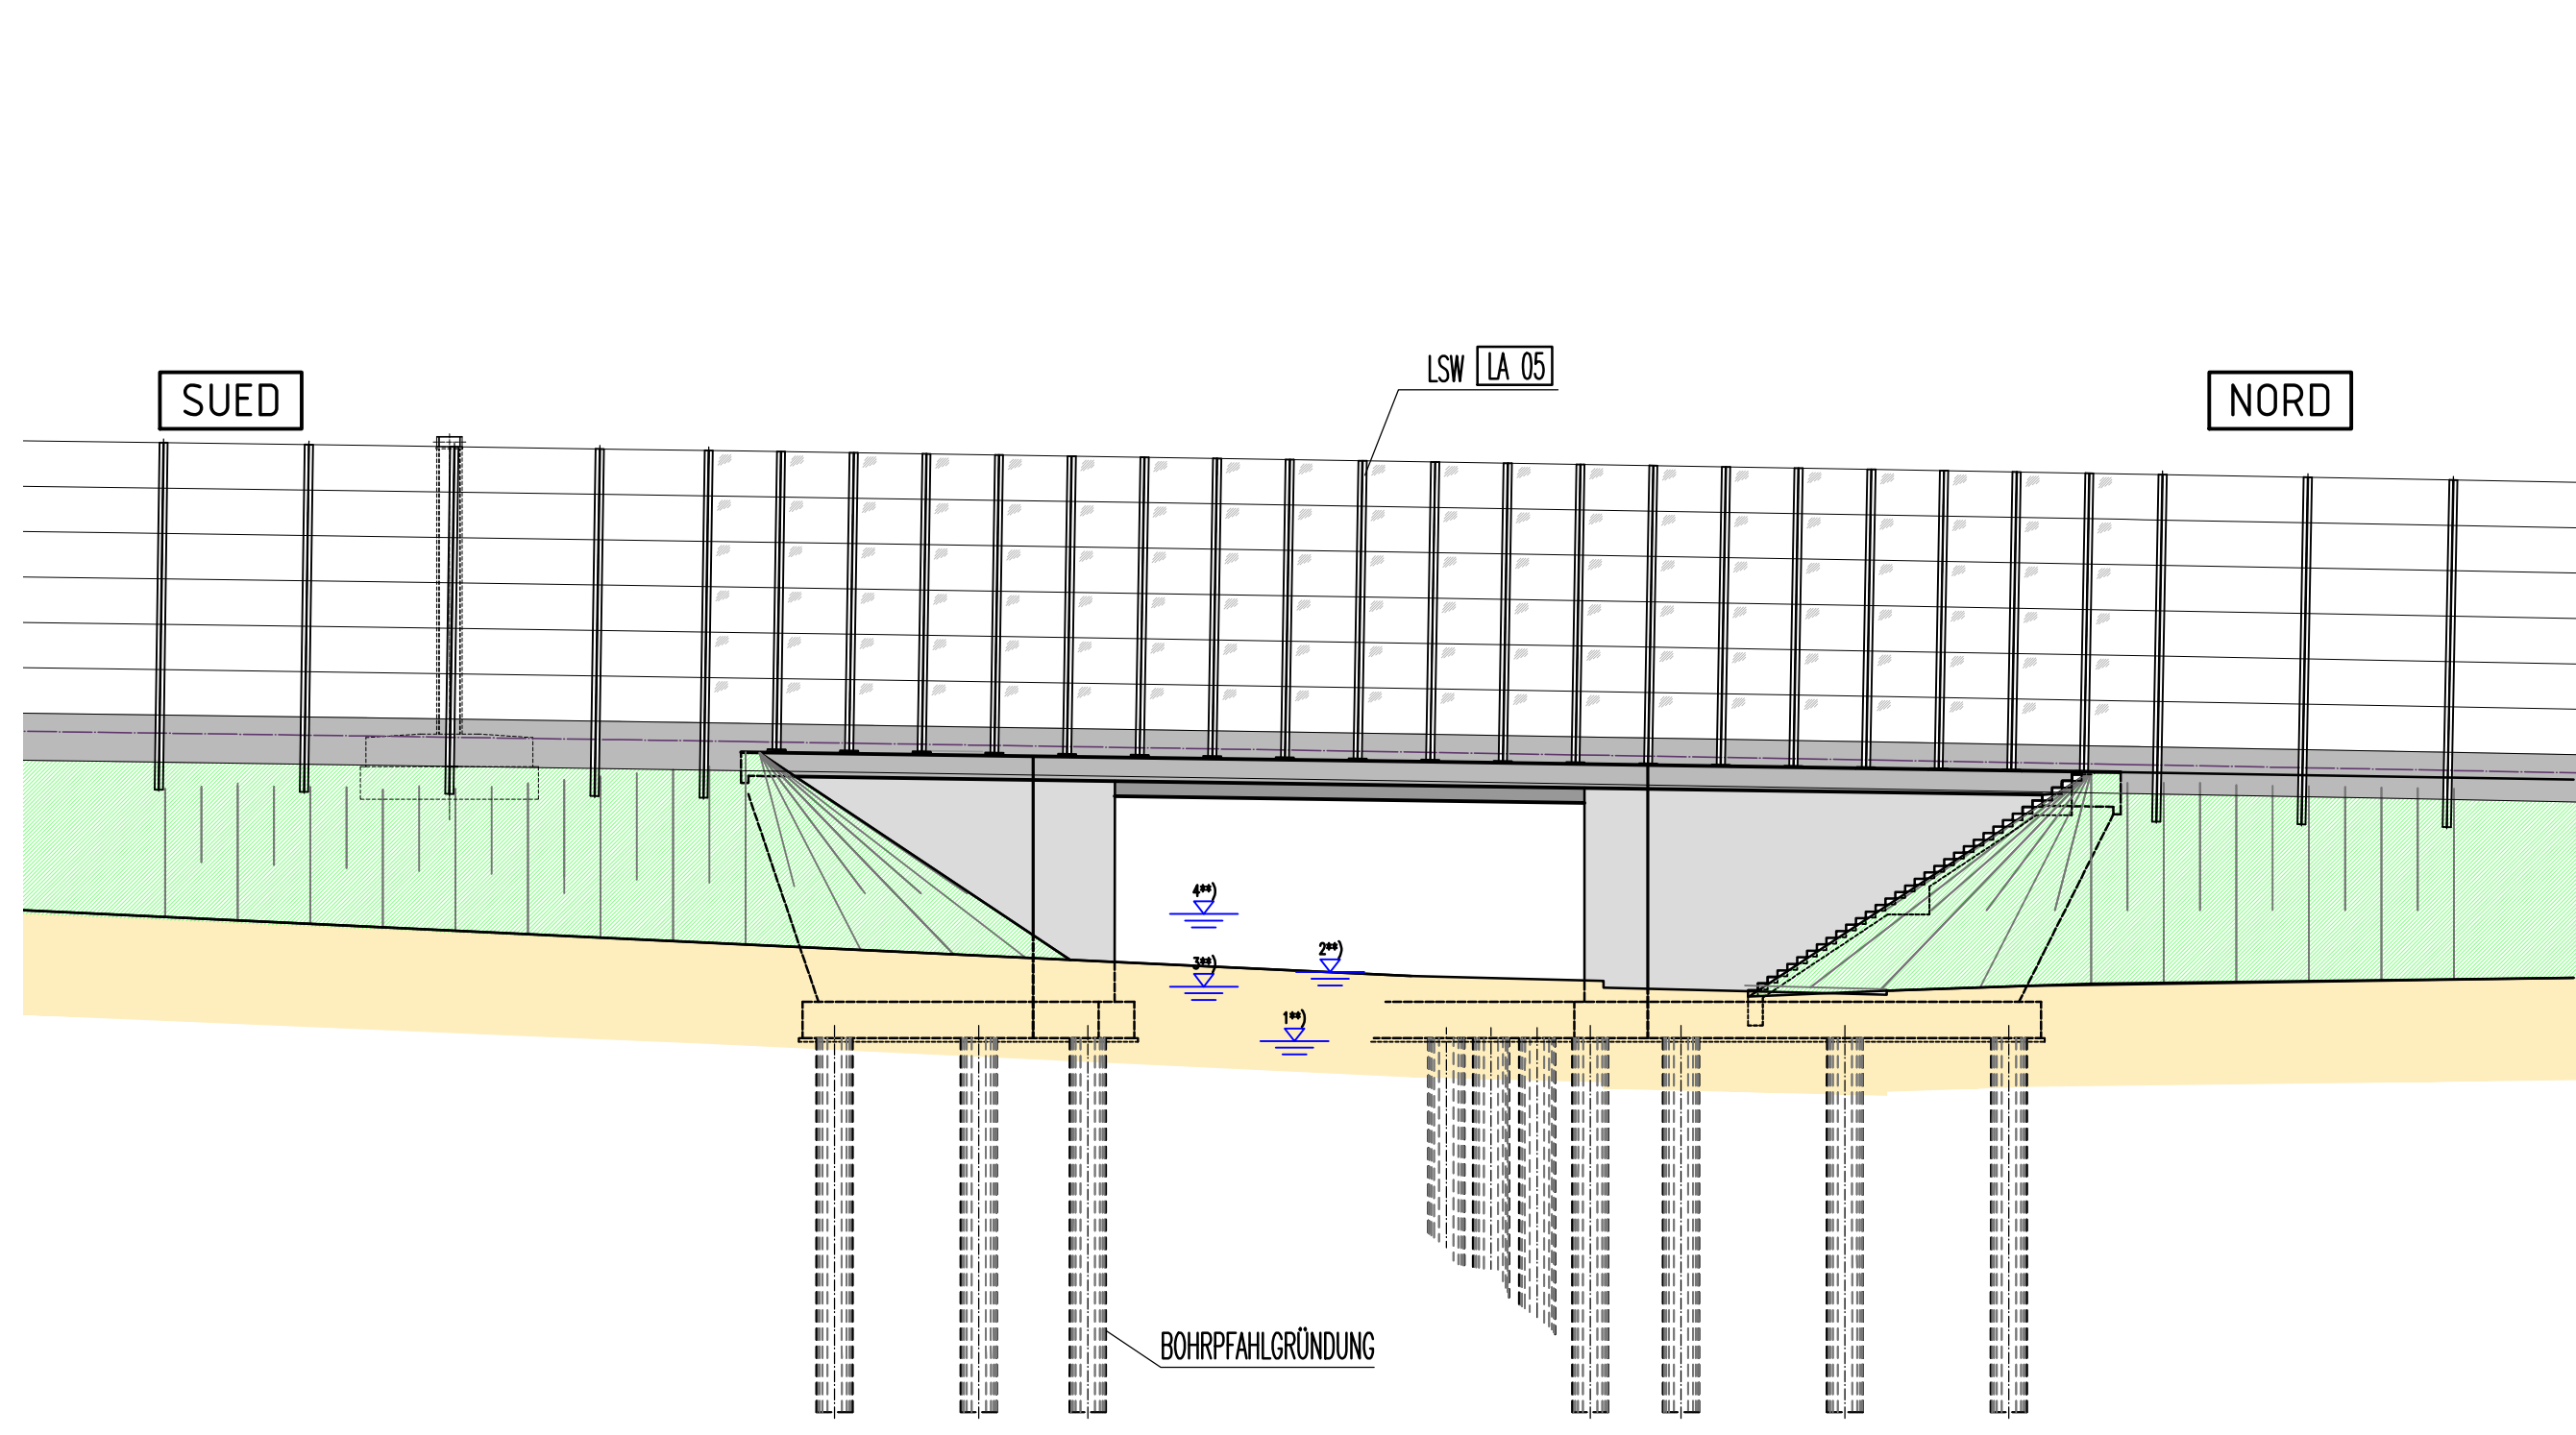 LSW LA 05
SUED
NORD
4**)
2**)
3**)
1**)
BOHRPFAHLGRÜNDUNG